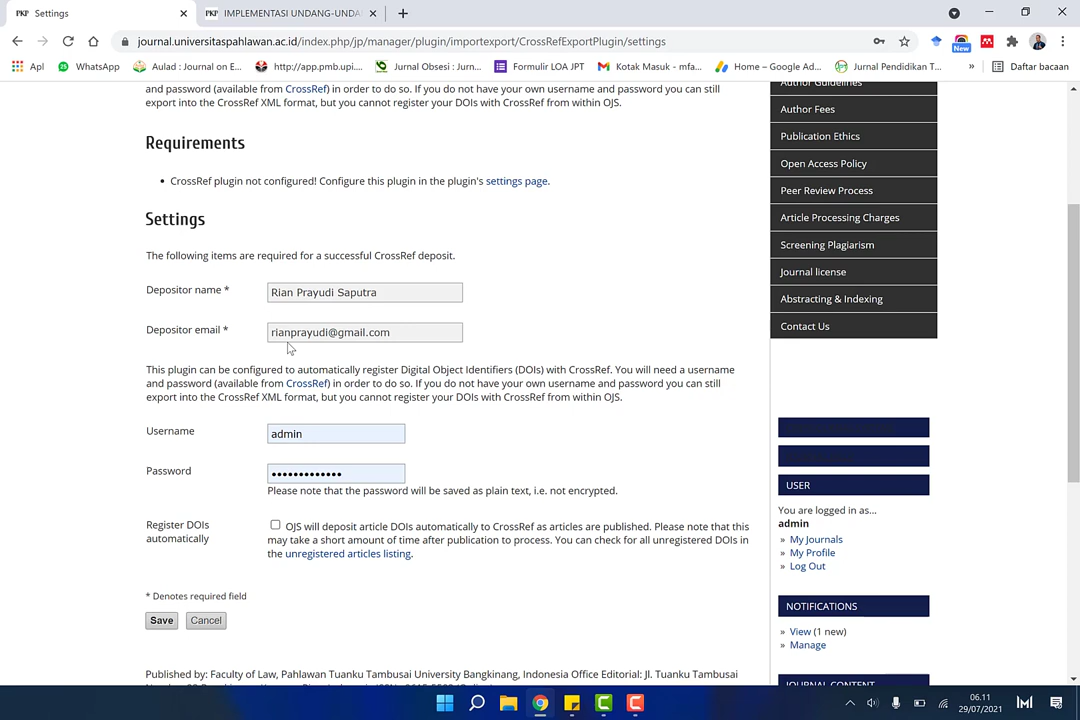 Settings
IMPLEMENTASI UNDANG-UNDA
journal.universitaspahlawan.ac.id/index.php/jp/manager/plugin/importexport/CrossRefExportPlugin/settings
New
Apl
WhatsApp
Aulad : Journal on E...
http://app.pmb.upi....
Jurnal Obsesi : Jurn...
Formulir LOA JPT
Kotak Masuk - mfa...
Home – Google Ad...
Jurnal Pendidikan T...
»
Daftar bacaan
and password (available from CrossRef) in order to do so. If you do not have your own username and password you can still
export into the CrossRef XML format, but you cannot register your DOIs with CrossRef from within OJS.
Requirements
• CrossRef plugin not configured! Configure this plugin in the plugin's settings page.
Settings
The following items are required for a successful CrossRef deposit.
Depositor name *
Rian Prayudi Saputra
Depositor email *
rianprayudi@gmail.com
This plugin can be configured to automatically register Digital Object Identifiers (DOIs) with CrossRef. You will need a username
and password (available from CrossRef) in order to do so. If you do not have your own username and password you can still
export into the CrossRef XML format, but you cannot register your DOIs with CrossRef from within OJS.
Username
admin
Password
•••••••••••••
Please note that the password will be saved as plain text, i.e. not encrypted.
Register DOIs
automatically
OJS will deposit article DOIs automatically to CrossRef as articles are published. Please note that this
may take a short amount of time after publication to process. You can check for all unregistered DOIs in
the unregistered articles listing.
* Denotes required field
Save
Cancel
Published by: Faculty of Law, Pahlawan Tuanku Tambusai University Bangkinang, Indonesia Office Editorial: Jl. Tuanku Tambusai
Author Guidelines
Author Fees
Publication Ethics
Open Access Policy
Peer Review Process
Article Processing Charges
Screening Plagiarism
Journal license
Abstracting & Indexing
Contact Us
USER
You are logged in as...
admin
» My Journals
» My Profile
» Log Out
NOTIFICATIONS
» View (1 new)
» Manage
JOURNAL CONTENT
06.11
29/07/2021